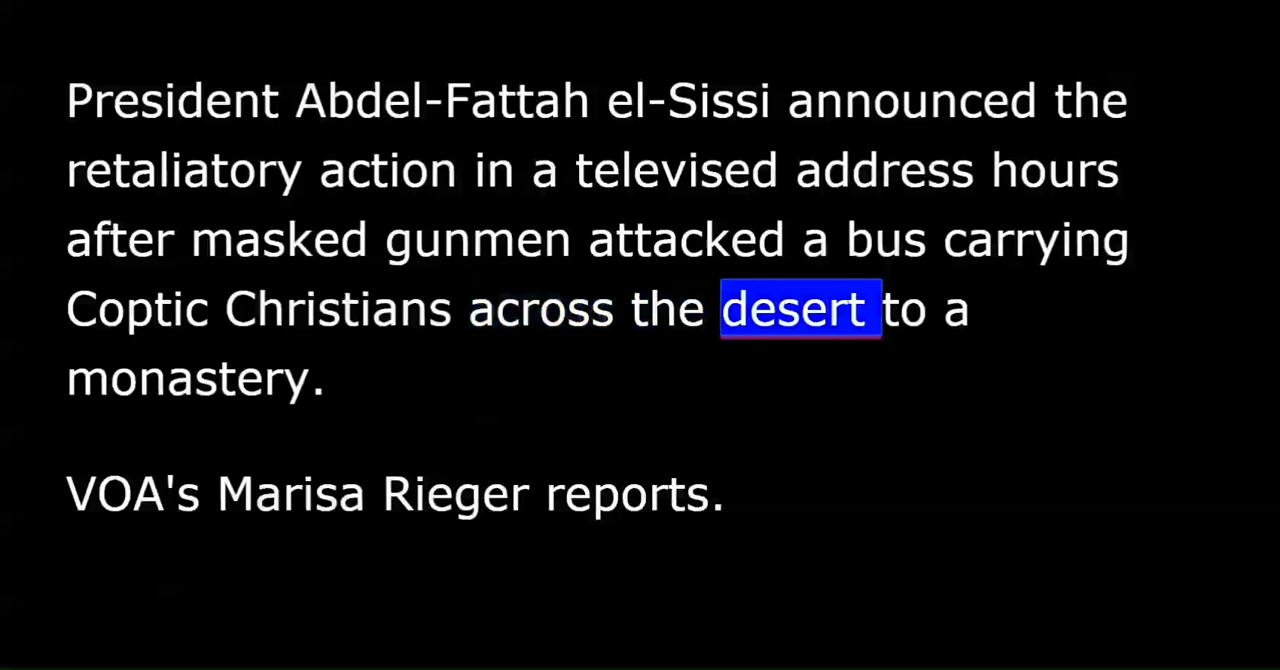 President Abdel-Fattah el-Sissi announced the
retaliatory action in a televised address hours
after masked gunmen attacked a bus carrying
Coptic Christians across the desert to a
monastery.
VOA's Marisa Rieger reports.